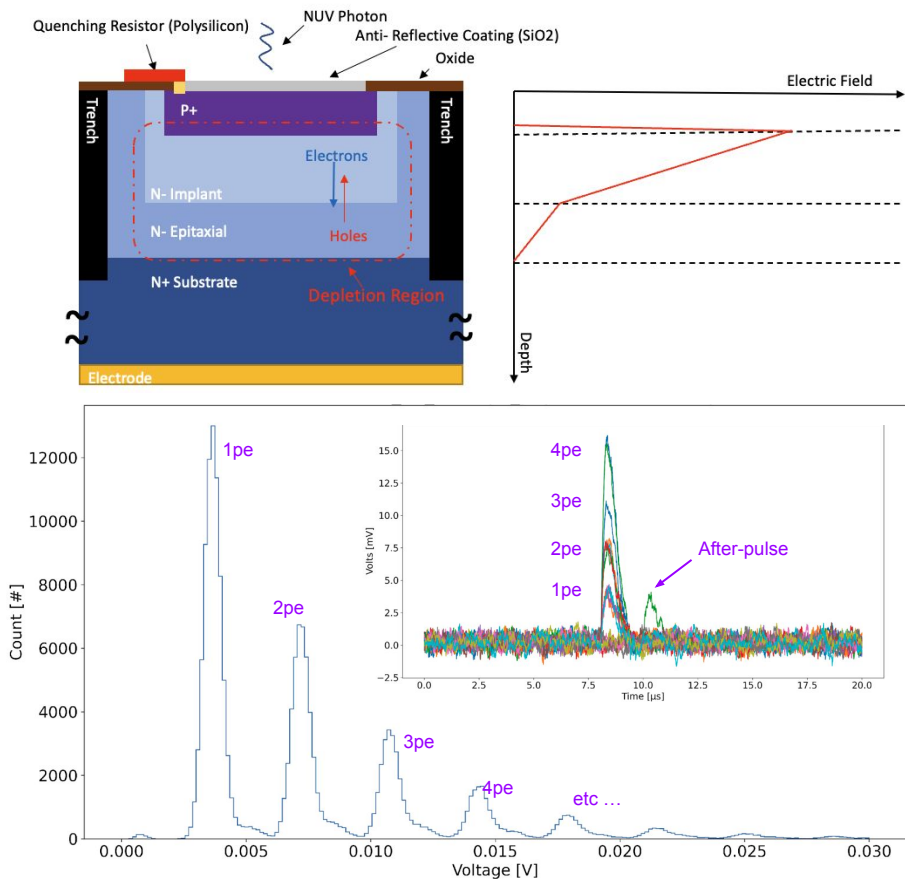 NUV Photon
Quenching Resistor (Polysilicon)
Anti- Reflective Coating (SiO2)
Oxide
Electric Field
Trench
P+
Trench
Electrons
N- Implant
N- Epitaxial
Holes
N+ Substrate
Depletion Region
Depth
Electrode
1pe
2pe
3pe
4pe
etc …
Count [#]
12000
10000
8000
6000
4000
2000
0
0.000
0.005
0.010
0.015
0.020
0.025
0.030
Voltage [V]
4pe
3pe
2pe
1pe
After-pulse
Volts [mV]
15.0
12.5
10.0
7.5
5.0
2.5
0.0
−2.5
0.0
2.5
5.0
7.5
10.0
12.5
15.0
17.5
20.0
Time [μs]